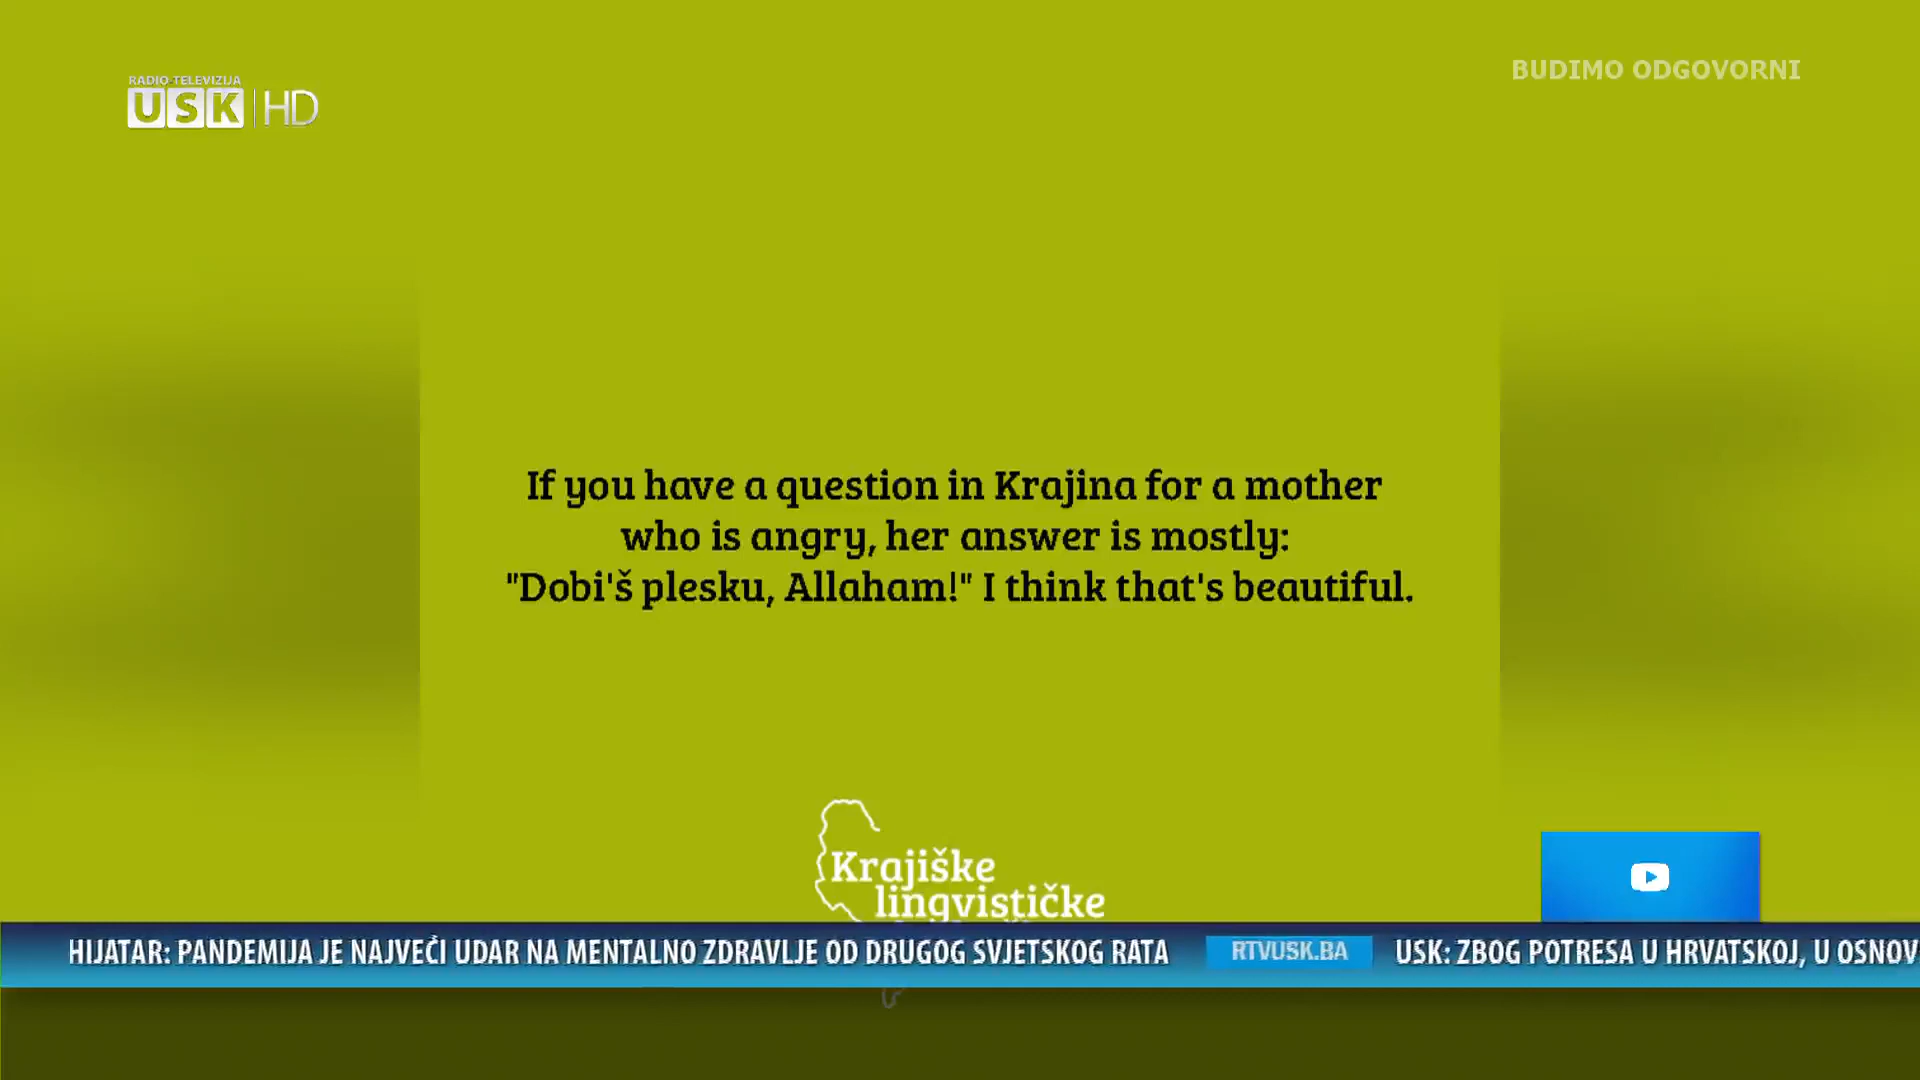 RADIO-TELEVIZIJA
USK HD
BUDIMO ODGOVORNI
If you have a question in Krajina for a mother
who is angry, her answer is mostly:
"Dobi'š plesku, Allaham!" I think that's beautiful.
Krajiške
lingvističke
HIJATAR: PANDEMIJA JE NAJVEĆI UDAR NA MENTALNO ZDRAVLJE OD DRUGOG SVJETSKOG RATA RTVUSK.BA USK: ZBOG POTRESA U HRVATSKOJ, U OSNOV